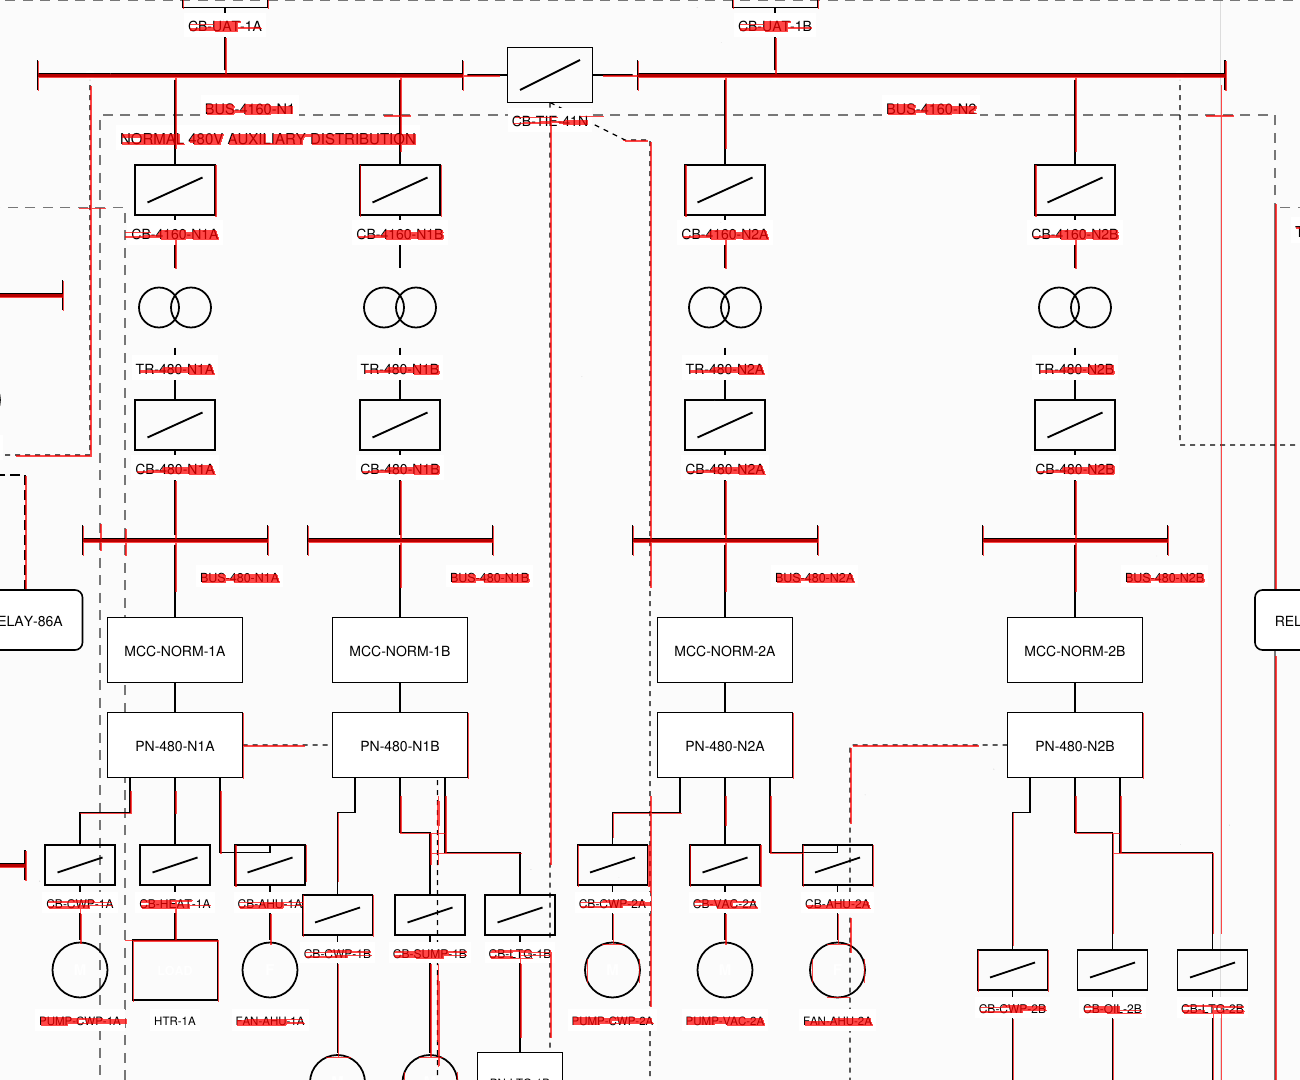 CB-UAT-1A
CB-UAT-1B
BUS-4160-N1
CB-TIE-41N
BUS-4160-N2
NORMAL 480V AUXILIARY DISTRIBUTION
CB-4160-N1A
CB-4160-N1B
CB-4160-N2A
CB-4160-N2B
TR-480-N1A
TR-480-N1B
TR-480-N2A
TR-480-N2B
CB-480-N1A
CB-480-N1B
CB-480-N2A
CB-480-N2B
BUS-480-N1A
BUS-480-N1B
BUS-480-N2A
BUS-480-N2B
ELAY-86A
REL
MCC-NORM-1A
MCC-NORM-1B
MCC-NORM-2A
MCC-NORM-2B
PN-480-N1A
PN-480-N1B
PN-480-N2A
PN-480-N2B
CB-CWP-1A
CB-HEAT-1A
CB-AHU-1A
CB-CWP-2A
CB-VAC-2A
CB-AHU-2A
CB-CWP-1B
CB-SUMP-1B
CB-LTG-1B
CB-CWP-2B
CB-OIL-2B
CB-LTG-2B
PUMP-CWP-1A
HTR-1A
FAN-AHU-1A
PUMP-CWP-2A
PUMP-VAC-2A
FAN-AHU-2A
PN-LTG-1B